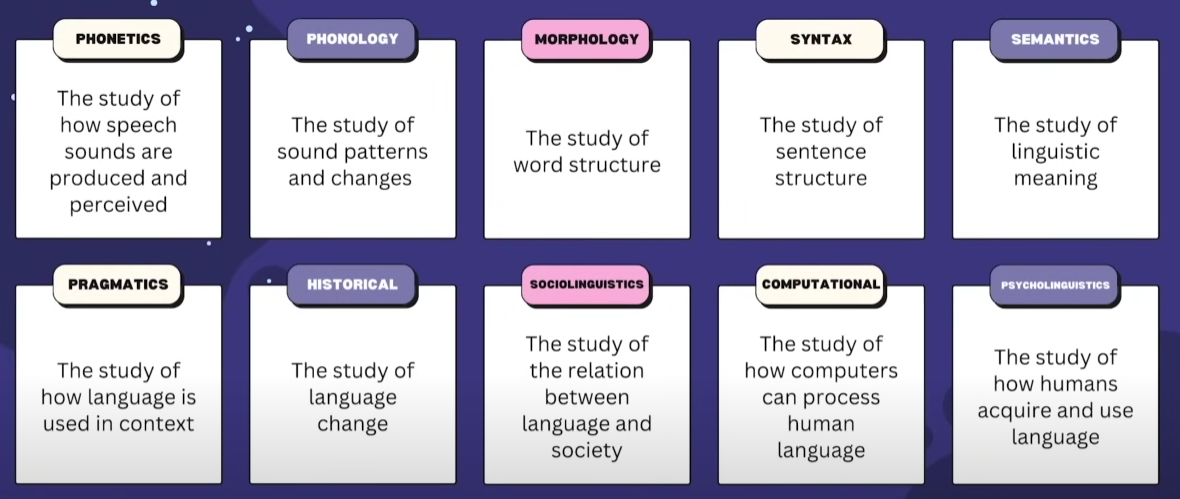 PHONETICS
The study of
how speech
sounds are
produced and
perceived
PHONOLOGY
The study of
sound patterns
and changes
MORPHOLOGY
The study of
word structure
SYNTAX
The study of
sentence
structure
SEMANTICS
The study of
linguistic
meaning
PRAGMATICS
The study of
how language is
used in context
HISTORICAL
The study of
language
change
SOCIOLINGUISTICS
The study of
the relation
between
language and
society
COMPUTATIONAL
The study of
how computers
can process
human
language
PSYCHOLINGUISTICS
The study of
how humans
acquire and use
language